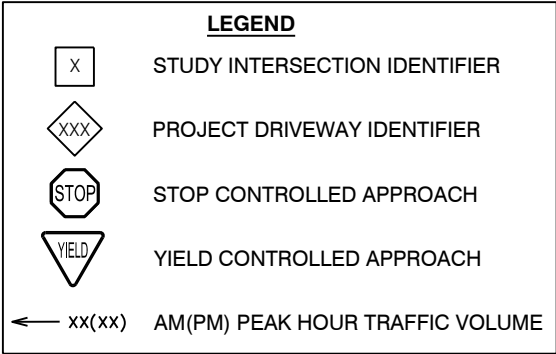 LEGEND
X STUDY INTERSECTION IDENTIFIER
XXX PROJECT DRIVEWAY IDENTIFIER
STOP STOP CONTROLLED APPROACH
YIELD YIELD CONTROLLED APPROACH
xx(xx) AM(PM) PEAK HOUR TRAFFIC VOLUME